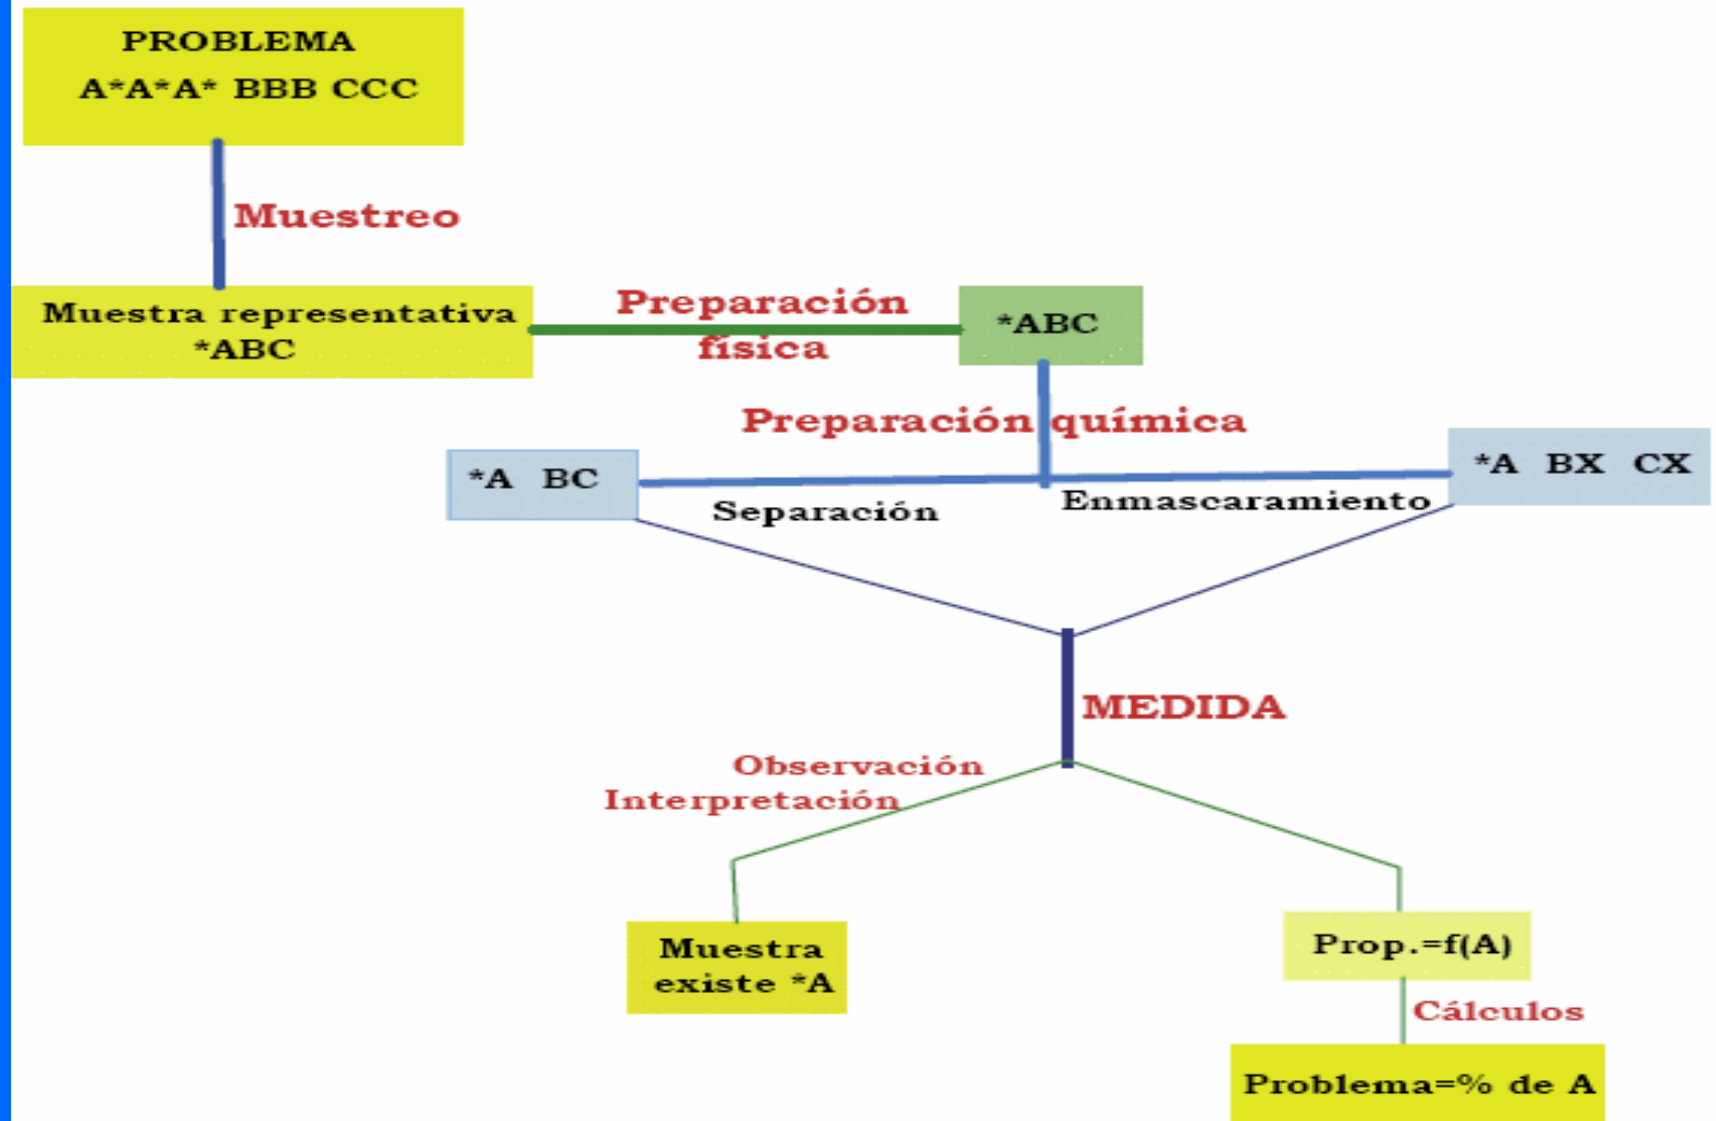 PROBLEMA
A*A*A* BBB CCC
Muestreo
Muestra representativa
*ABC
Preparación
física
*ABC
Preparación química
*A BC
Separación
Enmascaramiento
*A BX CX
MEDIDA
Observación
Interpretación
Muestra
existe *A
Prop.=f(A)
Cálculos
Problema=% de A